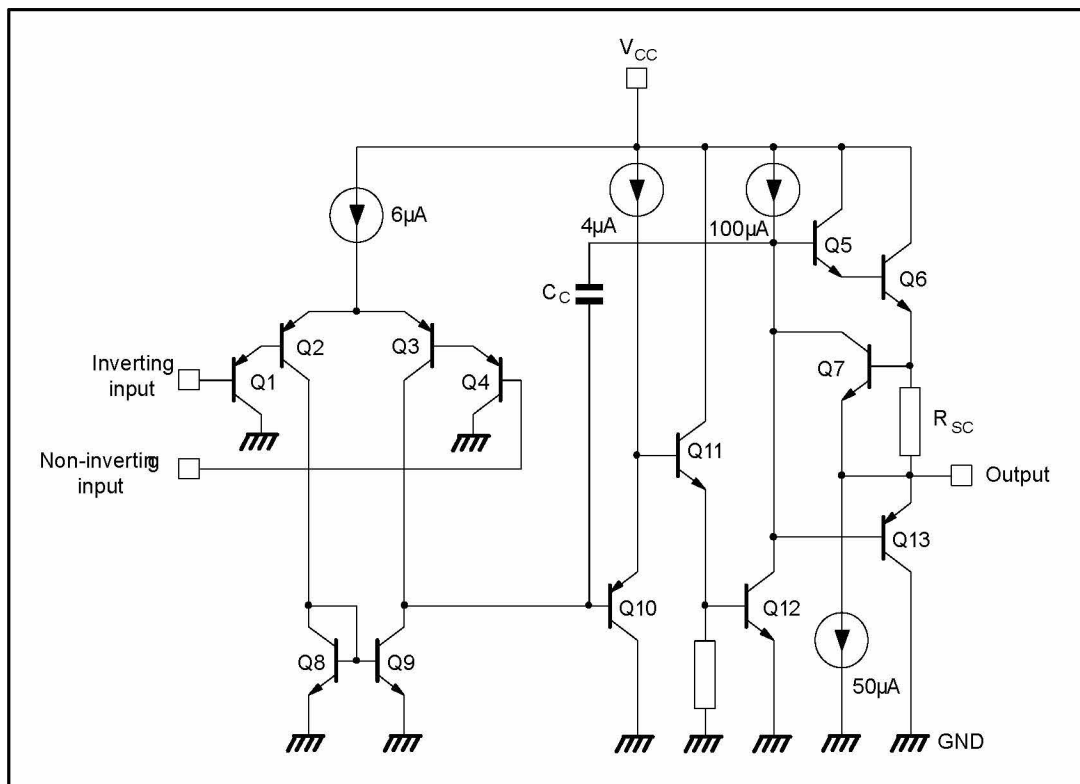 VCC
6µA
4µA
100µA
Q5
Q6
CC
Q2
Q3
Q7
Inverting
input
Q1
Q4
RSC
Non-inverting
input
Q11
Output
Q13
Q10
Q12
Q8
Q9
50µA
GND